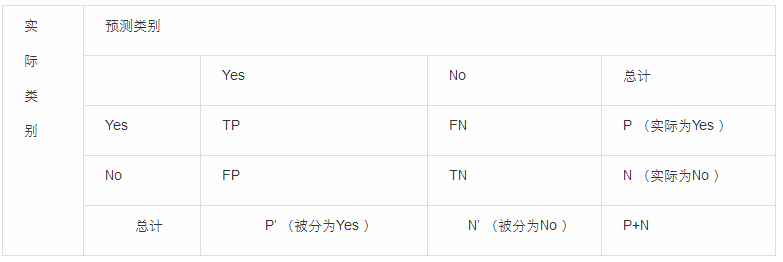 实
际
类
别
预测类别
Yes No 总计
Yes TP FN P （实际为Yes ）
No FP TN N （实际为No ）
总计 P’ （被分为Yes ） N’ （被分为No ） P+N